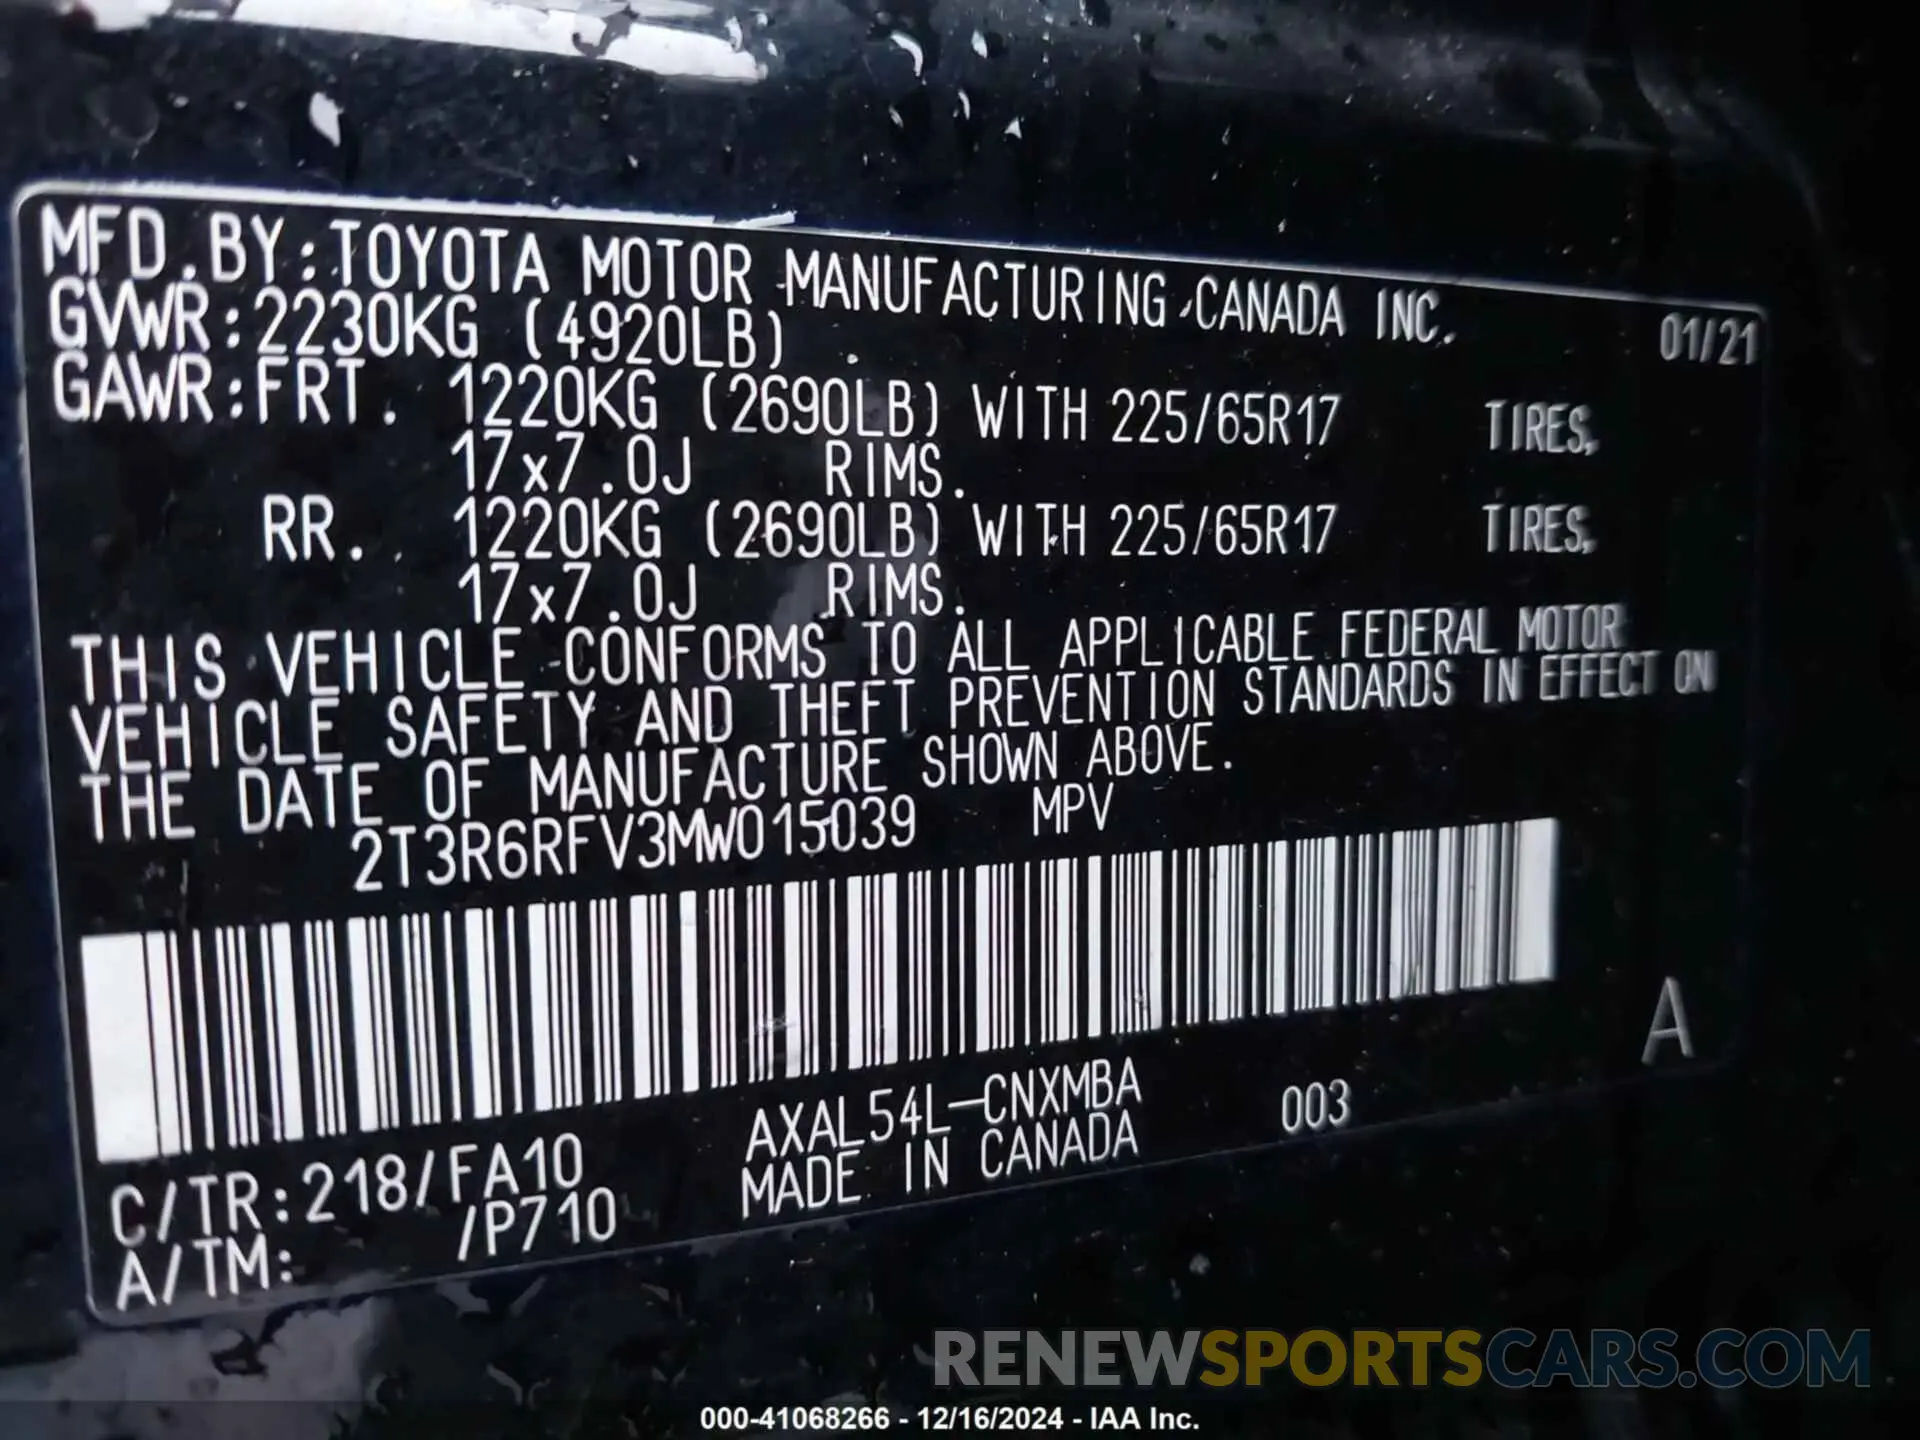 MFD.BY:TOYOTA MOTOR MANUFACTURING CANADA INC. 01/21
GVWR:2230KG (4920LB)
GAWR:FRT. 1220KG (2690LB) WITH 225/65R17 TIRES,
17x7.0J RIMS.
RR. 1220KG (2690LB) WITH 225/65R17 TIRES,
17x7.0J RIMS.
THIS VEHICLE CONFORMS TO ALL APPLICABLE FEDERAL MOTOR
VEHICLE SAFETY AND THEFT PREVENTION STANDARDS IN EFFECT ON
THE DATE OF MANUFACTURE SHOWN ABOVE.
2T3R6RFV3MW015039 MPV
A
AXAL54L-CNXMBA 003
C/TR:218/FA10 MADE IN CANADA
A/TM: /P710
RENEWSPORTSCARS.COM
000-41068266 - 12/16/2024 - IAA Inc.